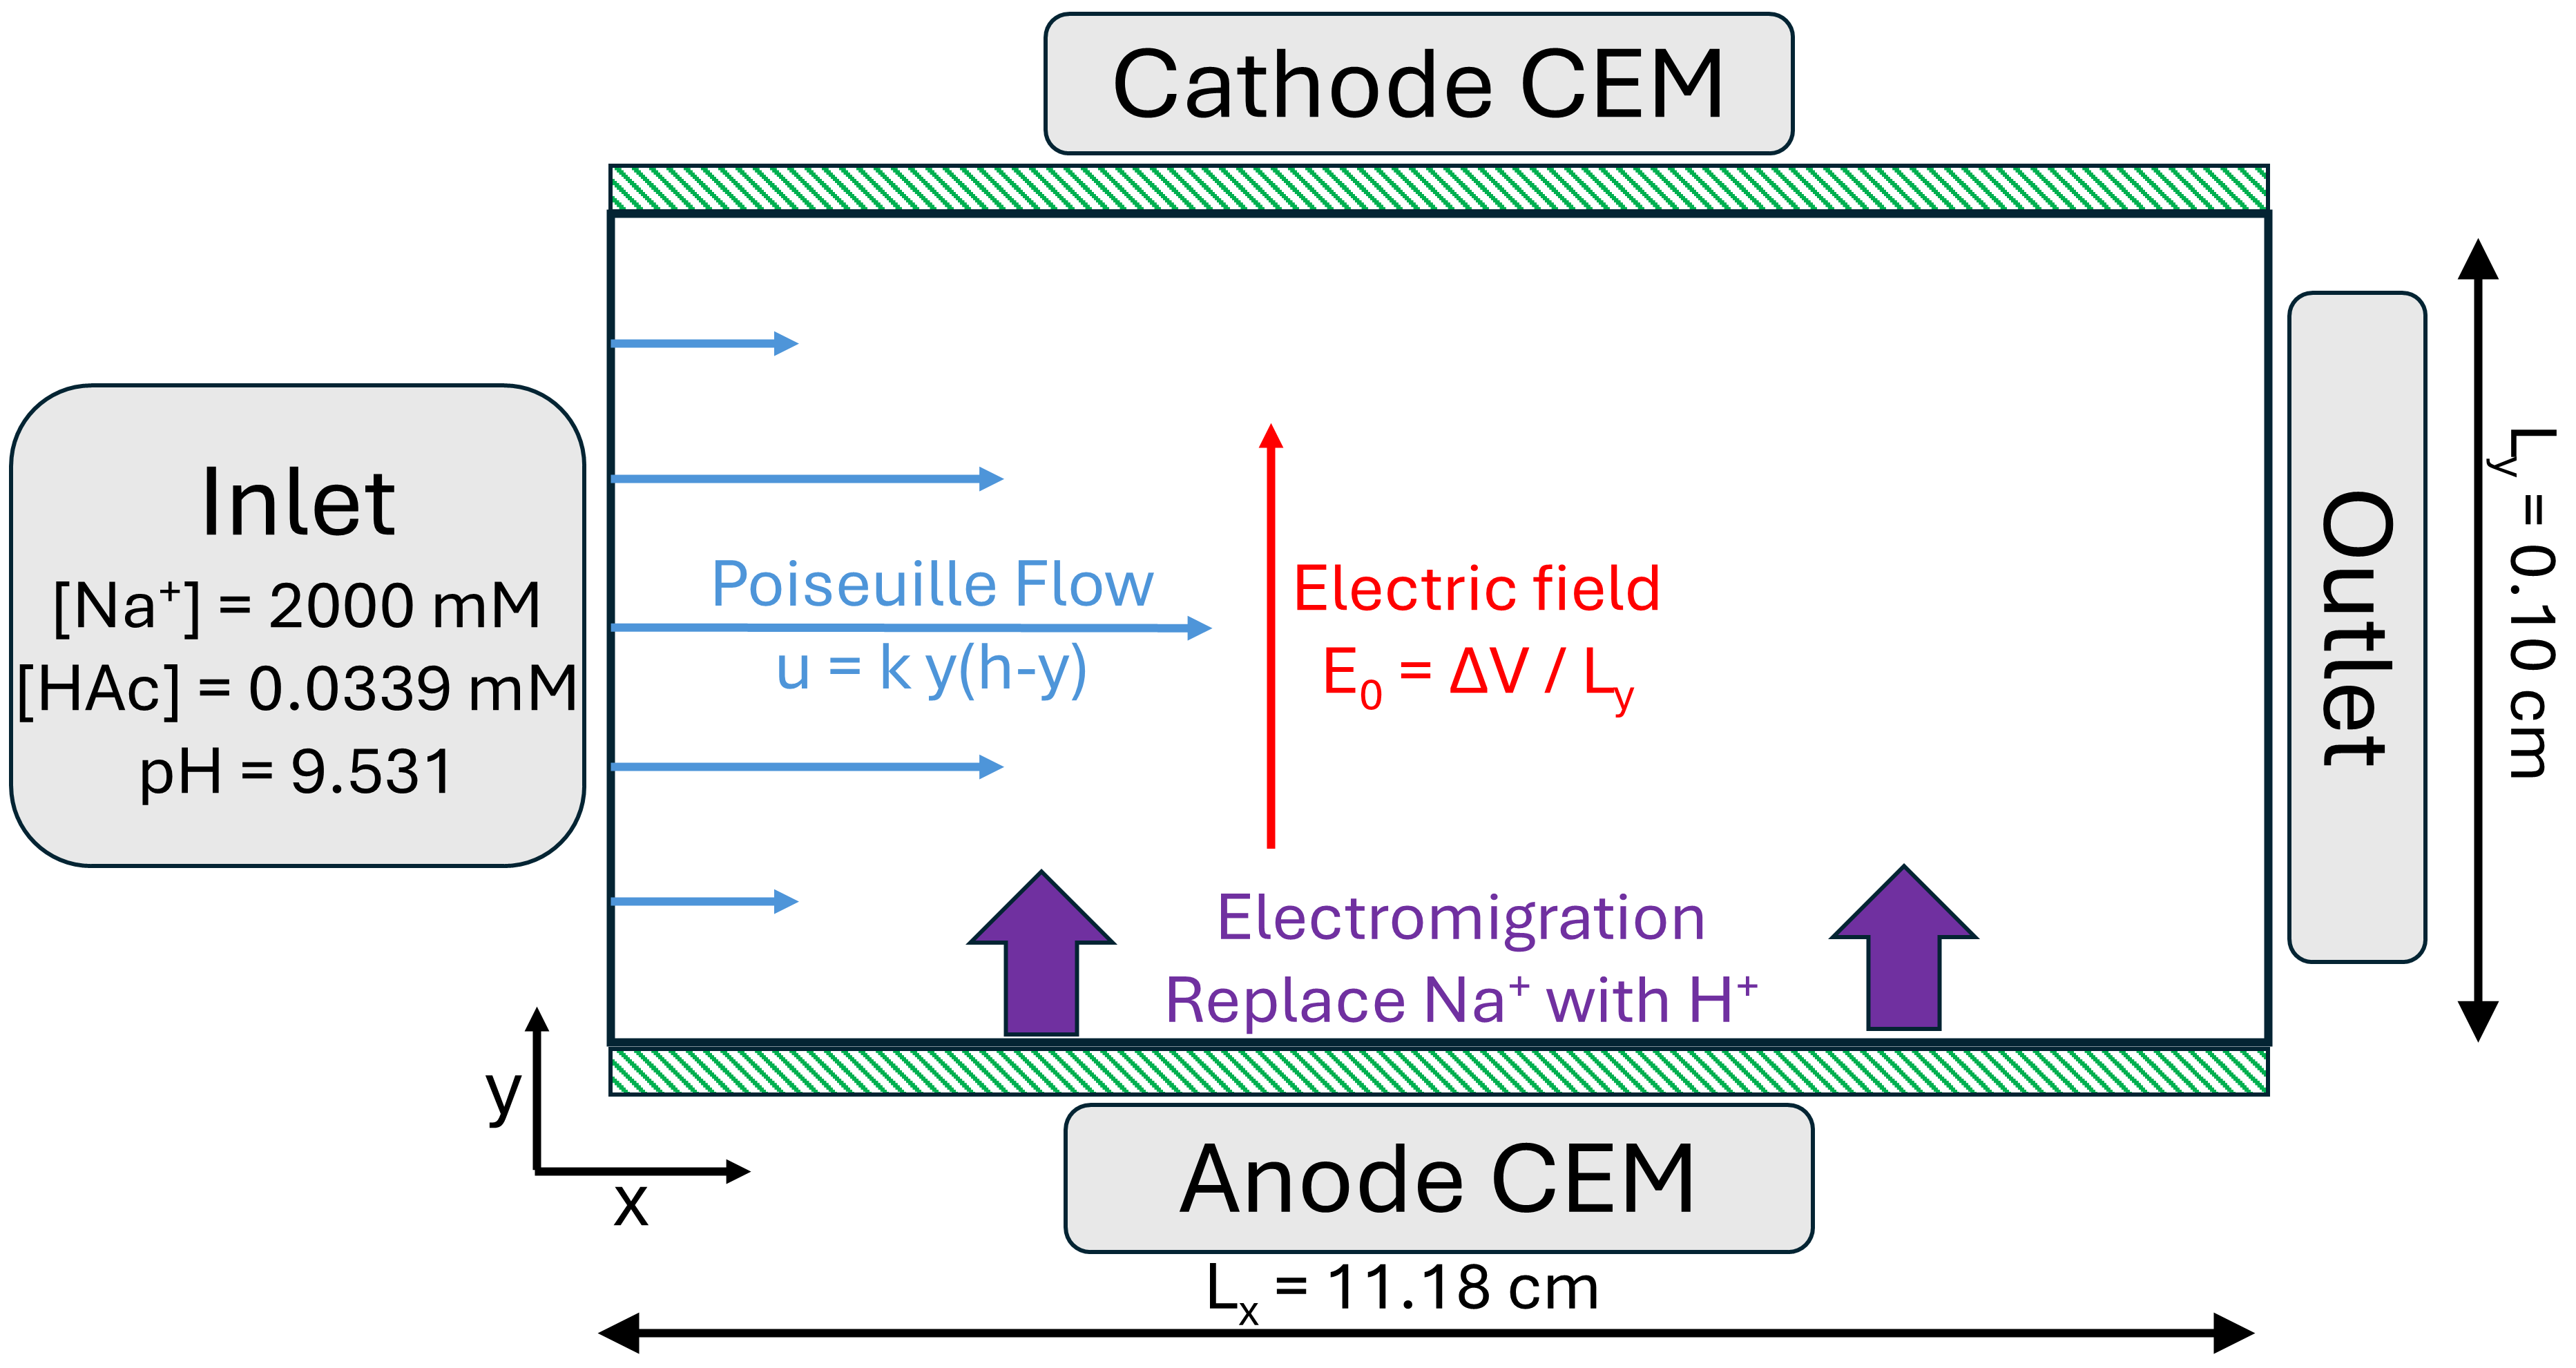 Cathode CEM
Inlet
[Na⁺] = 2000 mM
[HAc] = 0.0339 mM
pH = 9.531
Poiseuille Flow
u = k y(h-y)
Electric field
E₀ = ΔV / Lᵧ
Electromigration
Replace Na⁺ with H⁺
Outlet
Lᵧ = 0.10 cm
y
x
Anode CEM
Lₓ = 11.18 cm